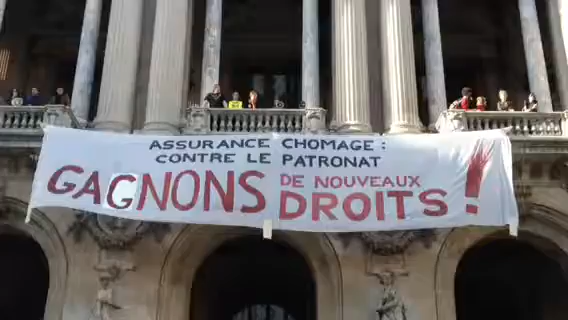 ASSURANCE CHOMAGE :
CONTRE LE PATRONAT
GAGNONS DE NOUVEAUX
DROITS !